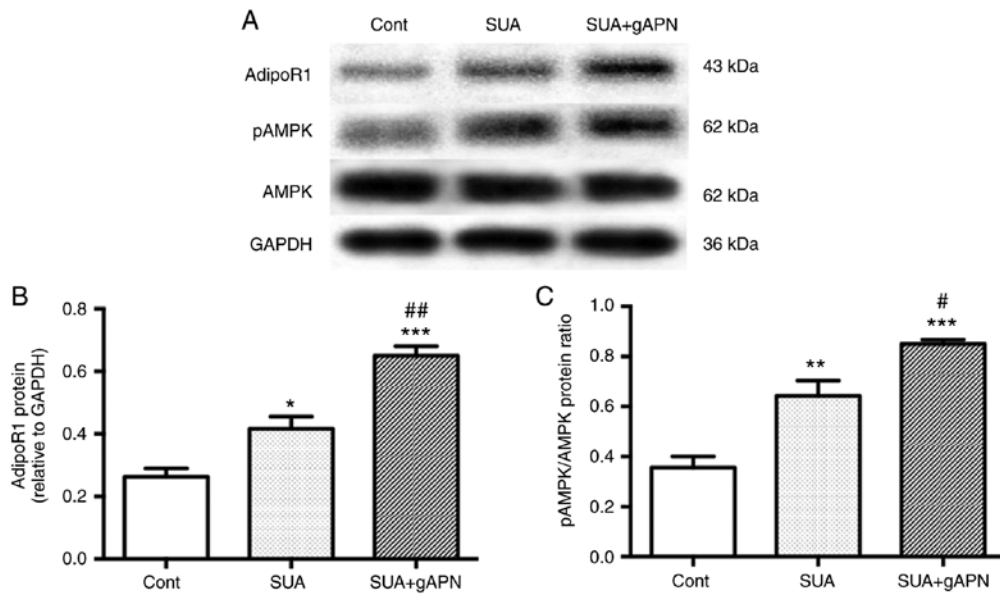 A
Cont SUA SUA+gAPN
AdipoR1 43 kDa
pAMPK 62 kDa
AMPK 62 kDa
GAPDH 36 kDa
B
AdipoR1 protein
(relative to GAPDH)
0.8
0.6
0.4
0.2
0.0
*
##
***
Cont SUA SUA+gAPN
C
pAMPK/AMPK protein ratio
1.0
0.8
0.6
0.4
0.2
0.0
**
#
***
Cont SUA SUA+gAPN